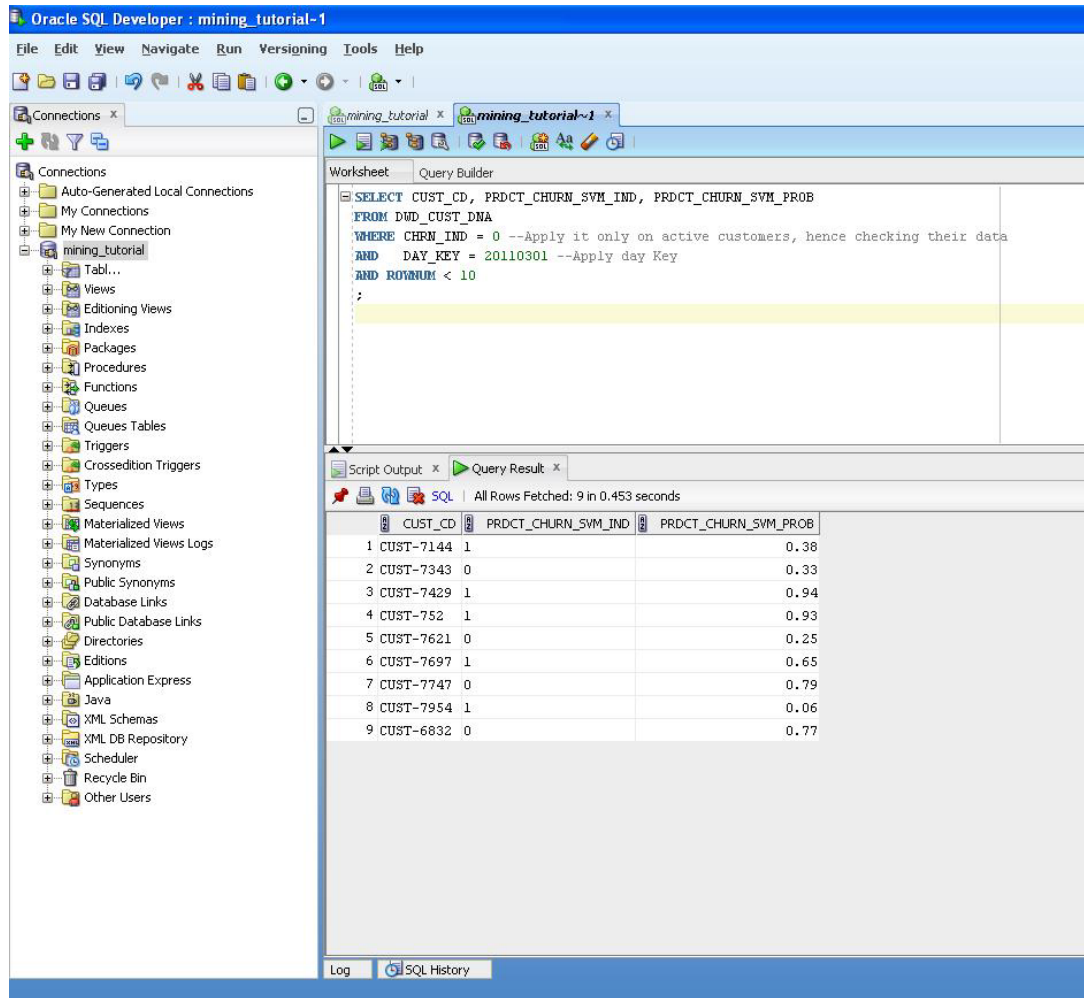 Oracle SQL Developer : mining_tutorial~1
File Edit View Navigate Run Versioning Tools Help
Connections
Connections
Auto-Generated Local Connections
My Connections
My New Connection
mining_tutorial
Tabl...
Views
Editioning Views
Indexes
Packages
Procedures
Functions
Queues
Queues Tables
Triggers
Crossedition Triggers
Types
Sequences
Materialized Views
Materialized Views Logs
Synonyms
Public Synonyms
Database Links
Public Database Links
Directories
Editions
Application Express
Java
XML Schemas
XML DB Repository
Scheduler
Recycle Bin
Other Users
mining_tutorial mining_tutorial~1
Worksheet Query Builder
SELECT CUST_CD, PRDCT_CHURN_SVM_IND, PRDCT_CHURN_SVM_PROB
FROM DWD_CUST_DNA
WHERE CHRN_IND = 0 --Apply it only on active customers, hence checking their data
AND DAY_KEY = 20110301 --Apply day Key
AND ROWNUM < 10
;
Script Output Query Result
SQL | All Rows Fetched: 9 in 0.453 seconds
CUST_CD PRDCT_CHURN_SVM_IND PRDCT_CHURN_SVM_PROB
1 CUST-7144 1 0.38
2 CUST-7343 0 0.33
3 CUST-7429 1 0.94
4 CUST-752 1 0.93
5 CUST-7621 0 0.25
6 CUST-7697 1 0.65
7 CUST-7747 0 0.79
8 CUST-7954 1 0.06
9 CUST-6832 0 0.77
Log SQL History